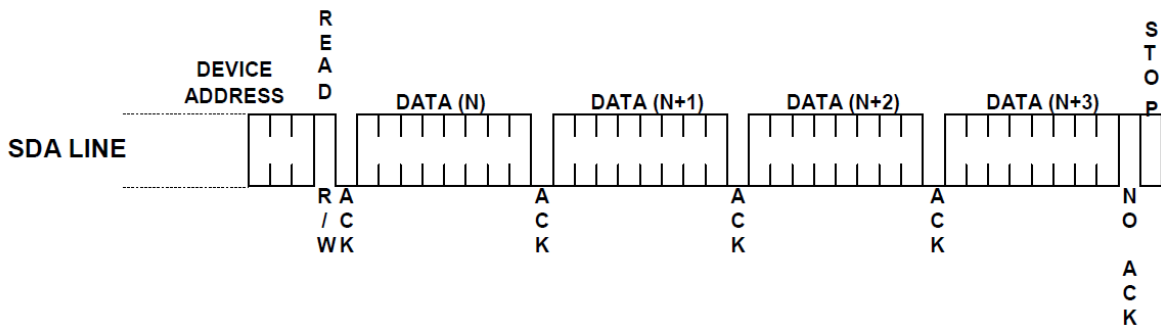 READ
STOP
DEVICE
ADDRESS
DATA (N)
DATA (N+1)
DATA (N+2)
DATA (N+3)
SDA LINE
R/W
ACK
ACK
ACK
ACK
NO ACK